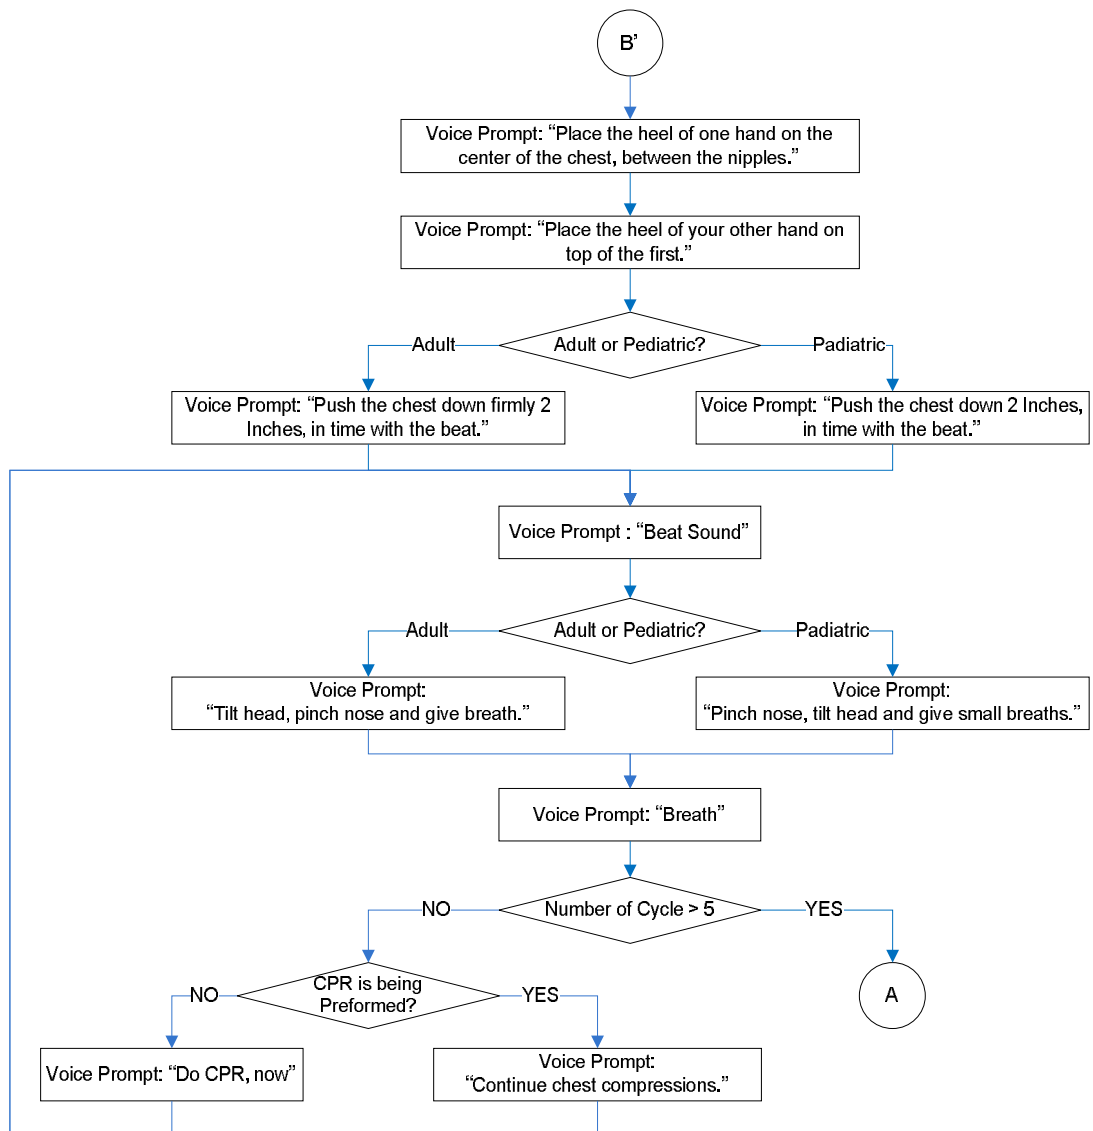 B’
Voice Prompt: “Place the heel of one hand on the
center of the chest, between the nipples.”
Voice Prompt: “Place the heel of your other hand on
top of the first.”
Adult or Pediatric?
Adult
Padiatric
Voice Prompt: “Push the chest down firmly 2
Inches, in time with the beat.”
Voice Prompt: “Push the chest down 2 Inches,
in time with the beat.”
Voice Prompt : “Beat Sound”
Adult or Pediatric?
Adult
Padiatric
Voice Prompt:
“Tilt head, pinch nose and give breath.”
Voice Prompt:
“Pinch nose, tilt head and give small breaths.”
Voice Prompt: “Breath”
Number of Cycle > 5
NO
YES
CPR is being
Preformed?
A
NO
YES
Voice Prompt: “Do CPR, now”
Voice Prompt:
“Continue chest compressions.”